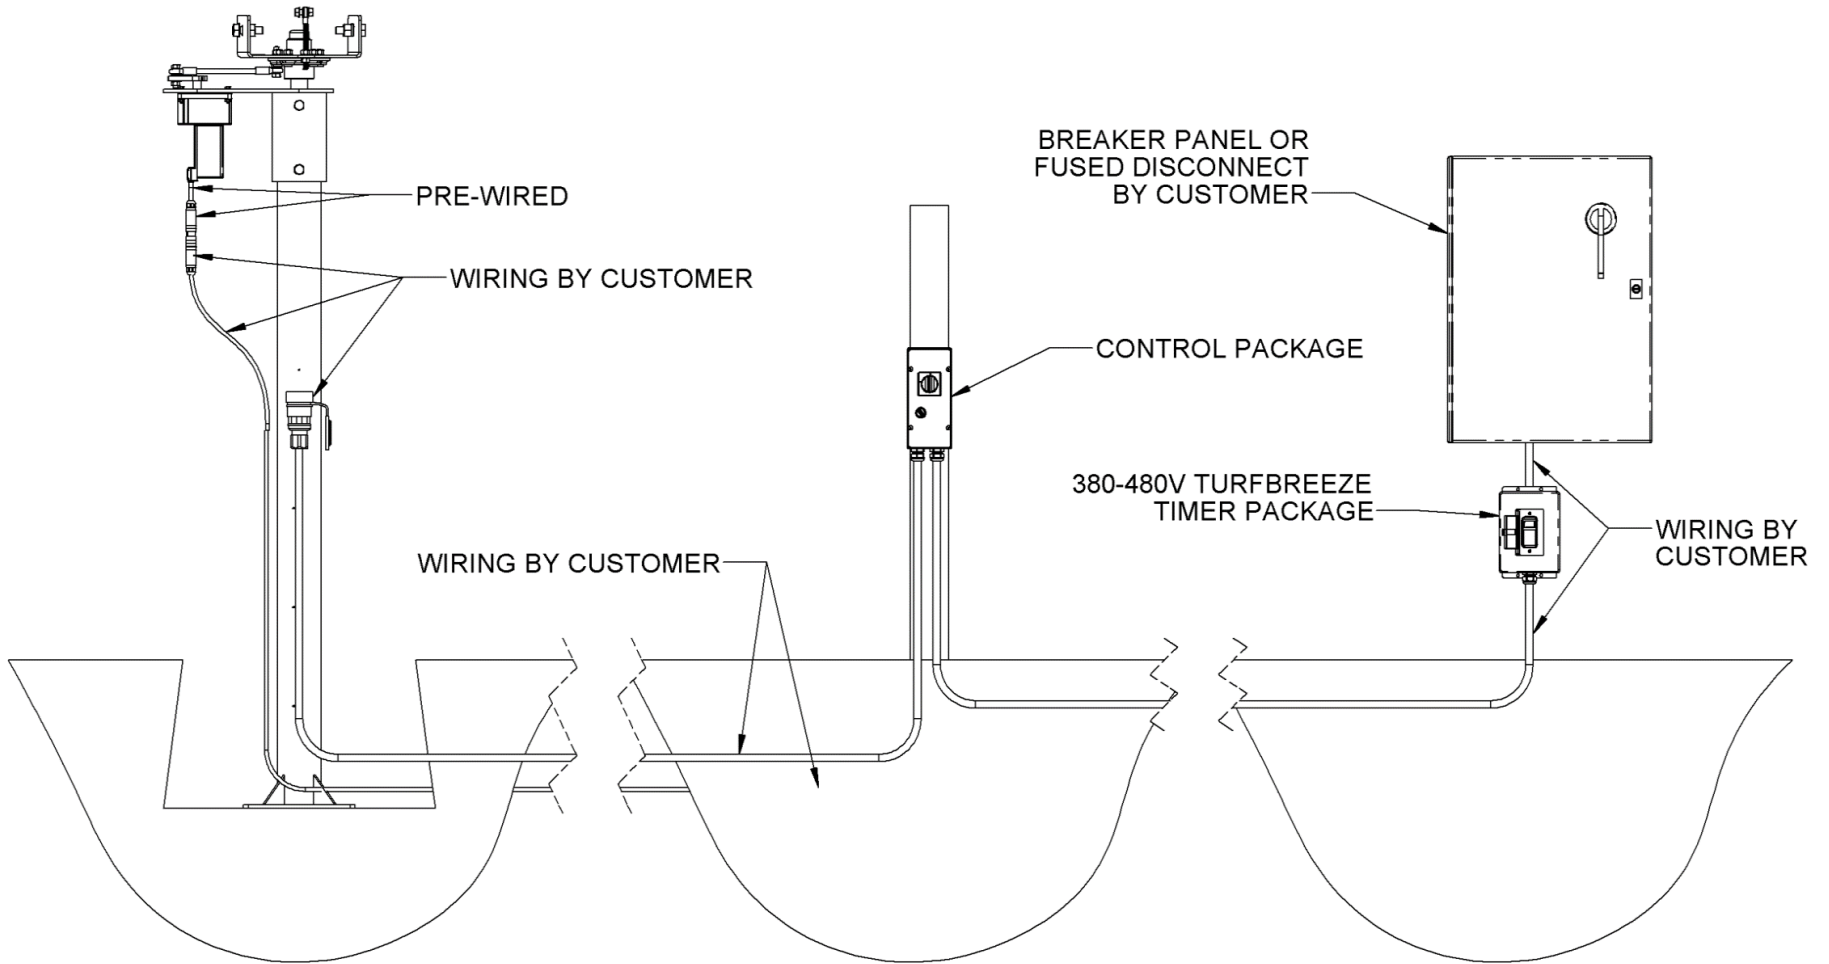 BREAKER PANEL OR
FUSED DISCONNECT
BY CUSTOMER
PRE-WIRED
WIRING BY CUSTOMER
CONTROL PACKAGE
380-480V TURFBREEZE
TIMER PACKAGE
WIRING BY
CUSTOMER
WIRING BY CUSTOMER